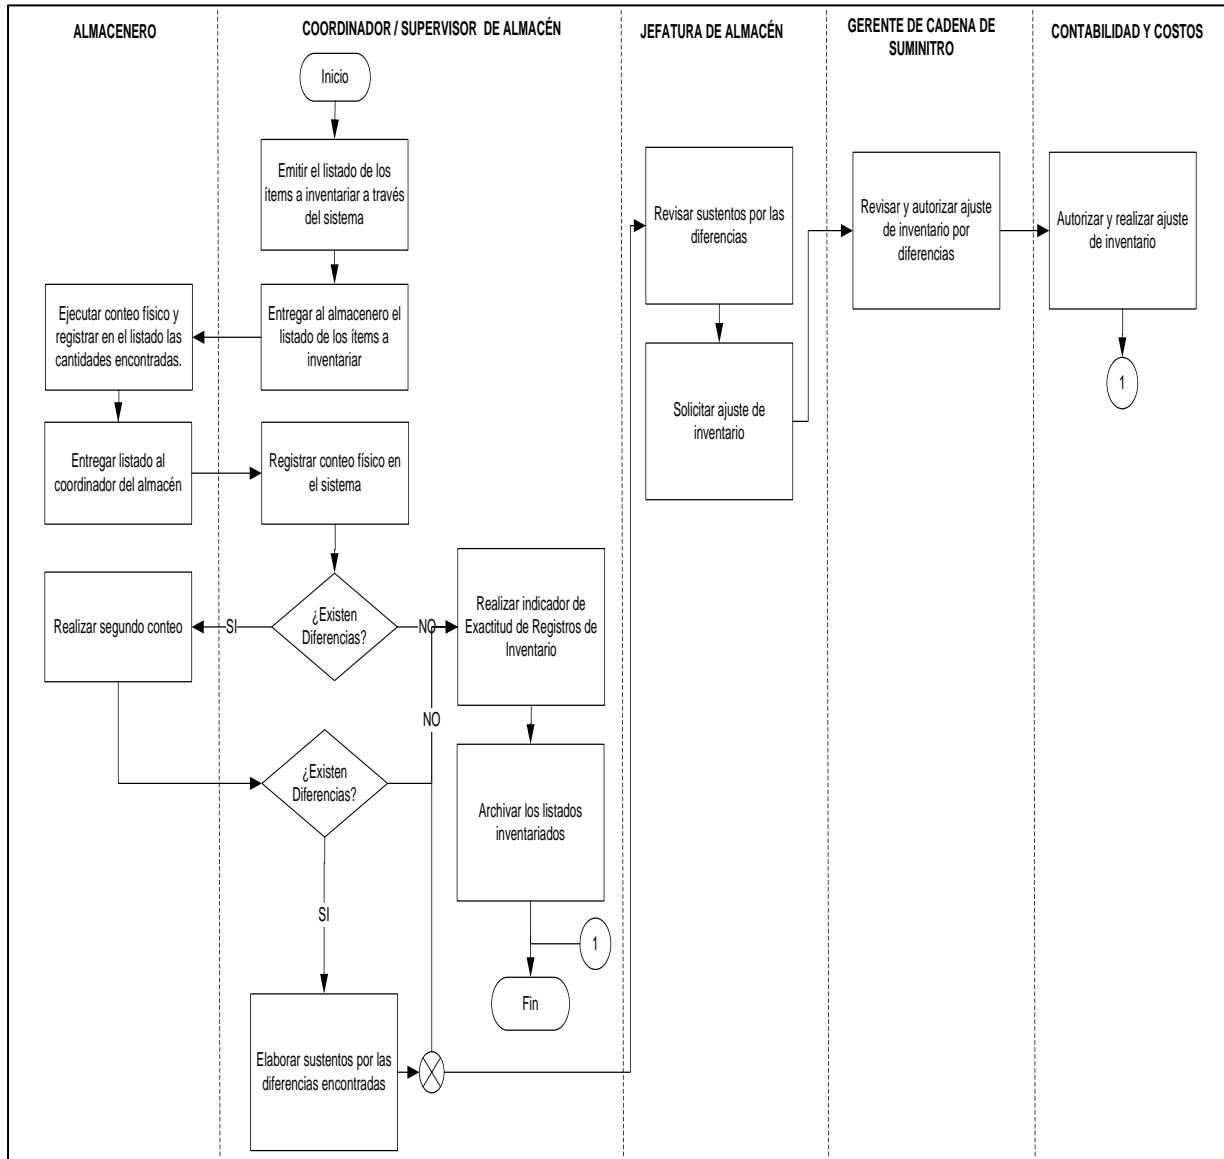 ALMACENERO
COORDINADOR / SUPERVISOR DE ALMACÉN
JEFATURA DE ALMACÉN
GERENTE DE CADENA DE
SUMINITRO
CONTABILIDAD Y COSTOS
Inicio
Emitir el listado de los
ítems a inventariar a través
del sistema
Entregar al almacenero el
listado de los ítems a
inventariar
Ejecutar conteo físico y
registrar en el listado las
cantidades encontradas.
Entregar listado al
coordinador del almacén
Registrar conteo físico en
el sistema
¿Existen
Diferencias?
SI
NO
Realizar segundo conteo
Realizar indicador de
Exactitud de Registros de
Inventario
NO
¿Existen
Diferencias?
SI
Archivar los listados
inventariados
1
Fin
Elaborar sustentos por las
diferencias encontradas
Revisar sustentos por las
diferencias
Solicitar ajuste de
inventario
Revisar y autorizar ajuste
de inventario por
diferencias
Autorizar y realizar ajuste
de inventario
1